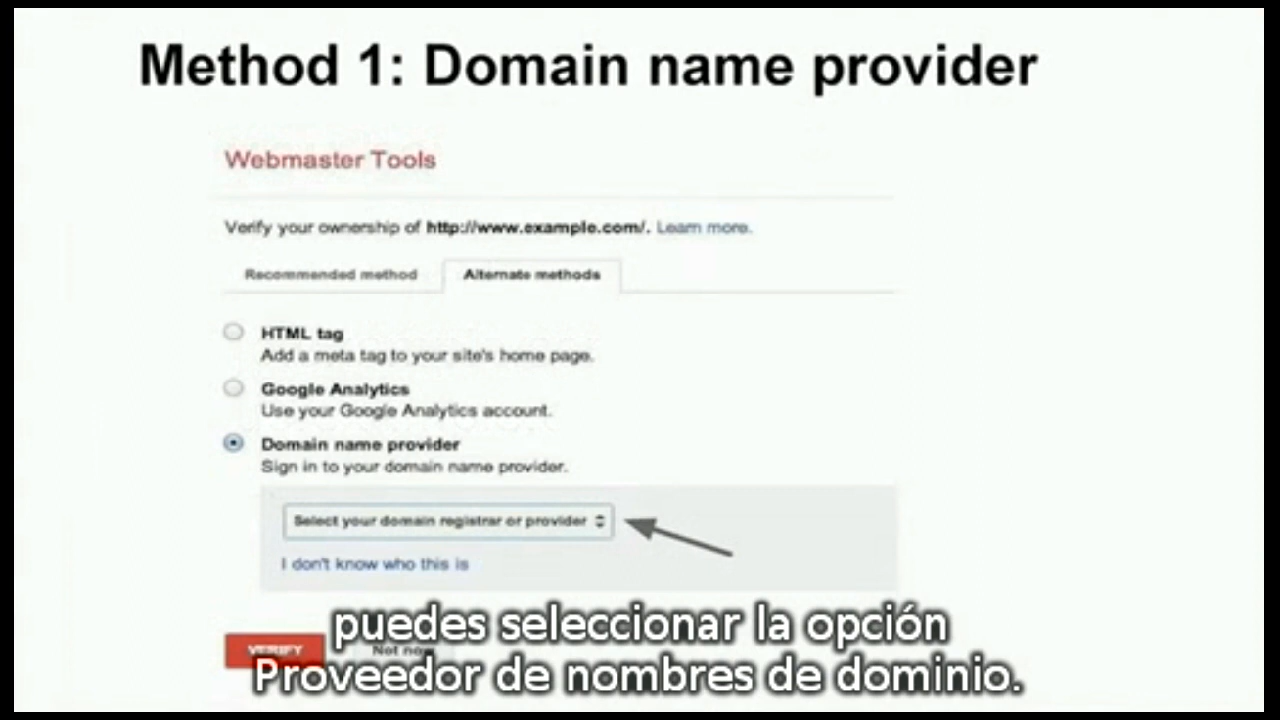 Method 1: Domain name provider
Webmaster Tools
Verify your ownership of http://www.example.com/. Learn more.
Recommended method
Alternate methods
HTML tag
Add a meta tag to your site's home page.
Google Analytics
Use your Google Analytics account.
Domain name provider
Sign in to your domain name provider.
Select your domain registrar or provider
I don't know who this is
VERIFY
Not now
puedes seleccionar la opción
Proveedor de nombres de dominio.